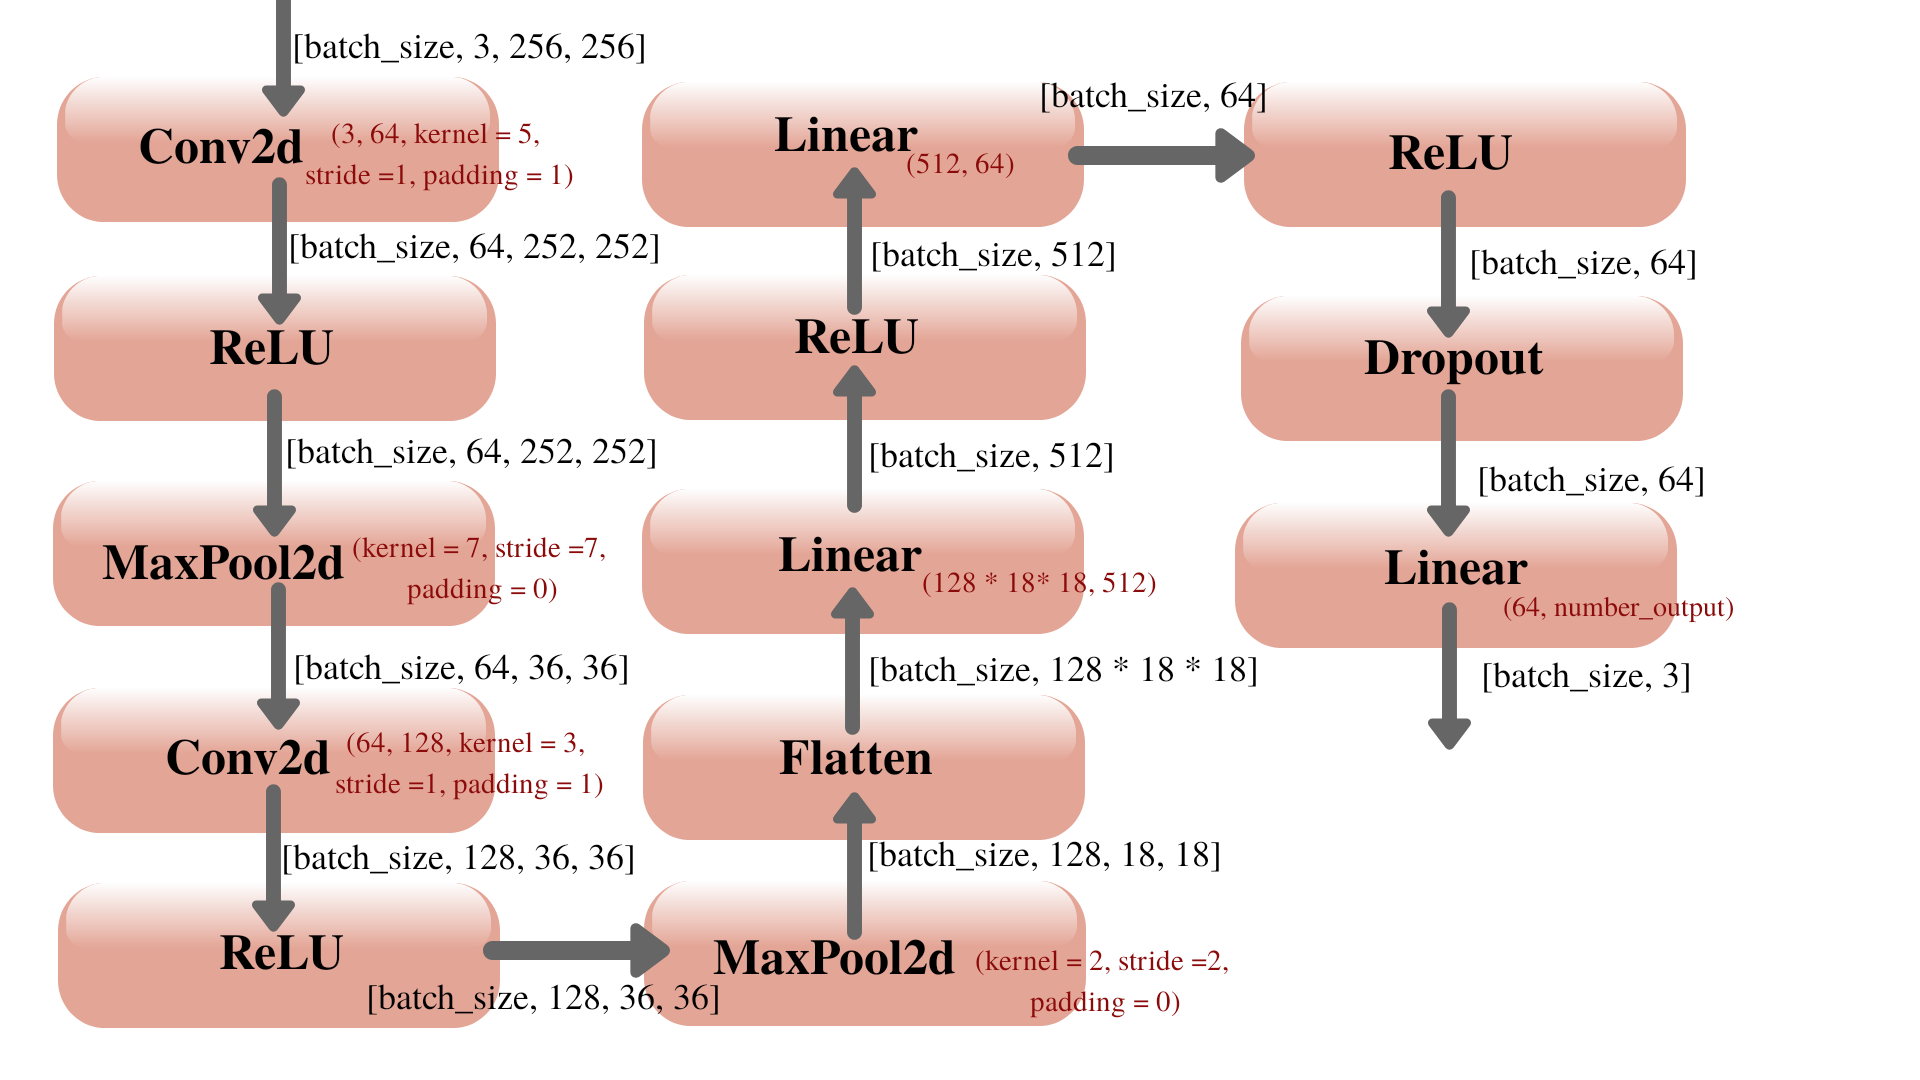 [batch_size, 3, 256, 256]
Conv2d
(3, 64, kernel = 5,
stride =1, padding = 1)
[batch_size, 64, 252, 252]
ReLU
[batch_size, 64, 252, 252]
MaxPool2d
(kernel = 7, stride =7,
padding = 0)
[batch_size, 64, 36, 36]
Conv2d
(64, 128, kernel = 3,
stride =1, padding = 1)
[batch_size, 128, 36, 36]
ReLU
[batch_size, 128, 36, 36]
MaxPool2d
(kernel = 2, stride =2,
padding = 0)
[batch_size, 128, 18, 18]
Flatten
[batch_size, 128 * 18 * 18]
Linear
(128 * 18* 18, 512)
[batch_size, 512]
ReLU
[batch_size, 512]
Linear
(512, 64)
[batch_size, 64]
ReLU
[batch_size, 64]
Dropout
[batch_size, 64]
Linear
(64, number_output)
[batch_size, 3]